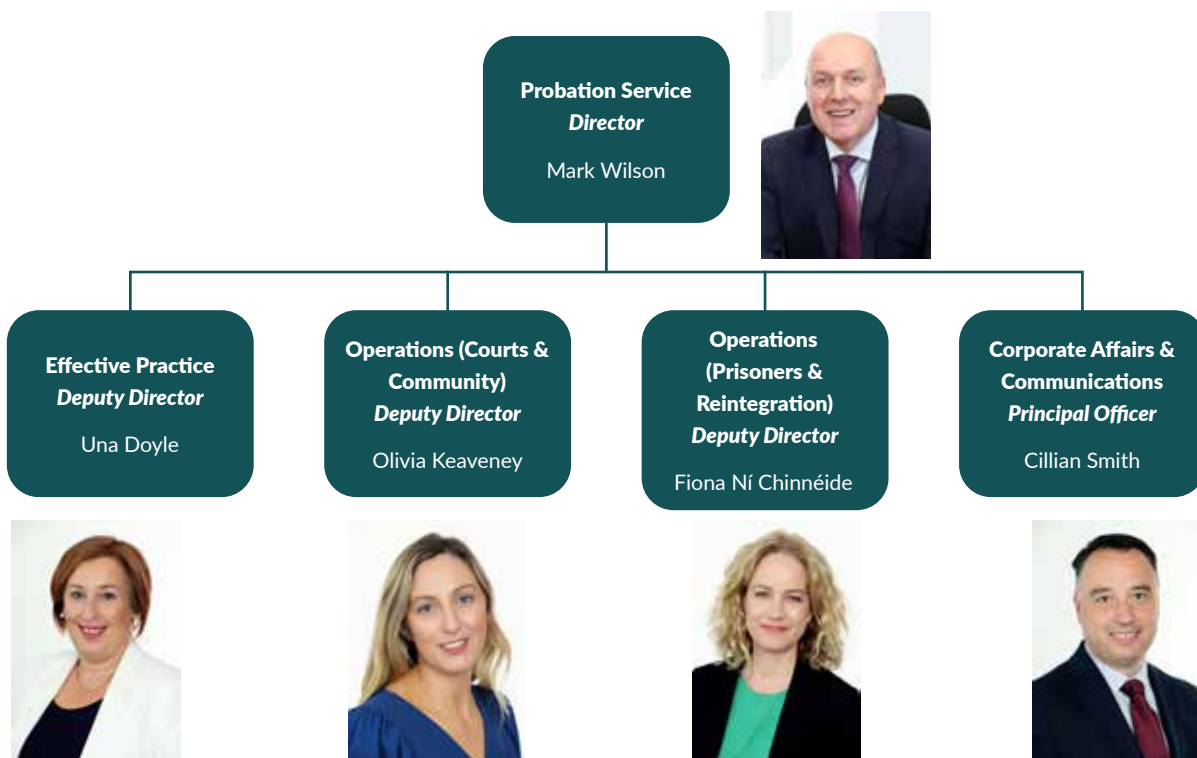 Probation Service
Director
Mark Wilson
Effective Practice
Deputy Director
Una Doyle
Operations (Courts &
Community)
Deputy Director
Olivia Keaveney
Operations
(Prisoners &
Reintegration)
Deputy Director
Fiona Ní Chinnéide
Corporate Affairs &
Communications
Principal Officer
Cillian Smith